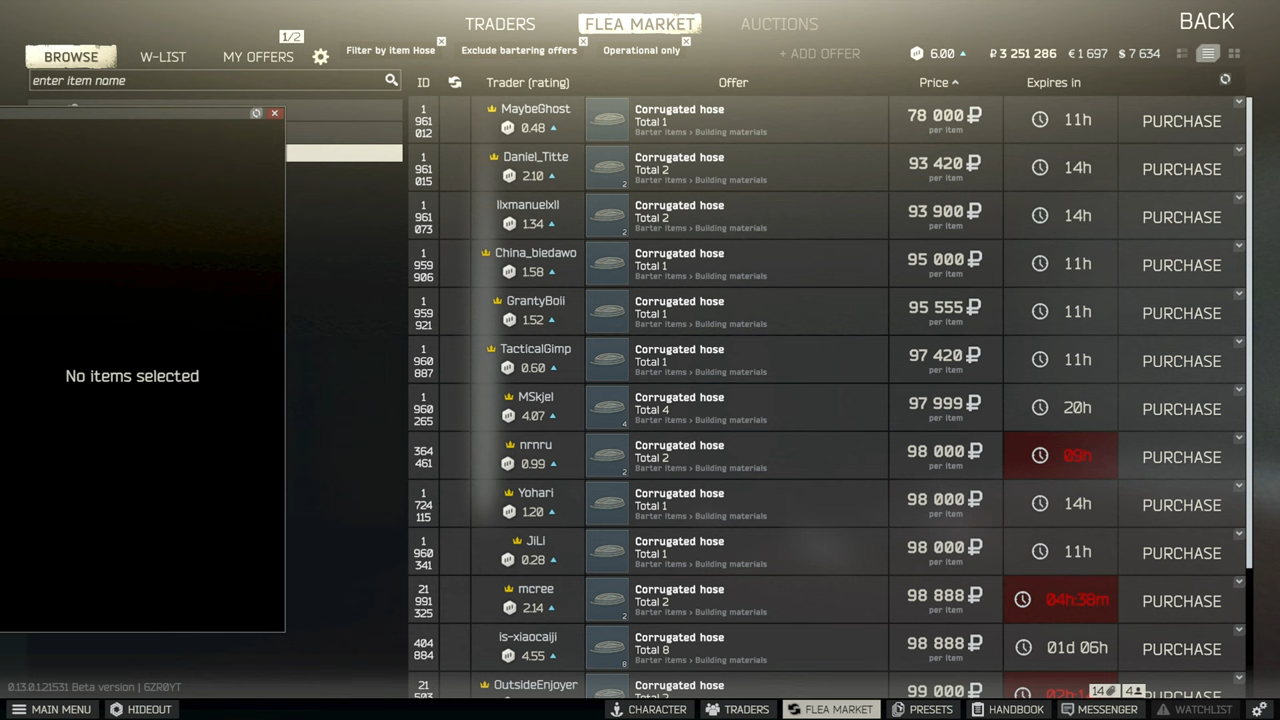 TRADERS FLEA MARKET AUCTIONS BACK
1/2
BROWSE W-LIST MY OFFERS Filter by item Hose Exclude bartering offers Operational only + ADD OFFER 6.00 ₽ 3 251 286 € 1 697 $ 7 634
enter item name
ID Trader (rating) Offer Price Expires in
1 961 012 MaybeGhost 0.48 Corrugated hose Total 1 Barter items > Building materials 78 000 ₽ per item 11h PURCHASE
1 961 015 Daniel_Titte 2.10 2 Corrugated hose Total 2 Barter items > Building materials 93 420 ₽ per item 14h PURCHASE
1 961 073 llxmanuelxll 1.34 2 Corrugated hose Total 2 Barter items > Building materials 93 900 ₽ per item 14h PURCHASE
1 959 906 China_biedawo 1.58 Corrugated hose Total 1 Barter items > Building materials 95 000 ₽ per item 11h PURCHASE
1 959 921 GrantyBoii 1.52 Corrugated hose Total 1 Barter items > Building materials 95 555 ₽ per item 11h PURCHASE
1 960 887 TacticalGimp 0.60 Corrugated hose Total 1 Barter items > Building materials 97 420 ₽ per item 11h PURCHASE
No items selected
1 960 265 MSkjel 4.07 4 Corrugated hose Total 4 Barter items > Building materials 97 999 ₽ per item 20h PURCHASE
364 461 nrnru 0.99 2 Corrugated hose Total 2 Barter items > Building materials 98 000 ₽ per item 09h PURCHASE
1 724 115 Yohari 1.20 Corrugated hose Total 1 Barter items > Building materials 98 000 ₽ per item 14h PURCHASE
1 960 341 JiLI 0.28 Corrugated hose Total 1 Barter items > Building materials 98 000 ₽ per item 11h PURCHASE
21 991 325 mcree 2.14 2 Corrugated hose Total 2 Barter items > Building materials 98 888 ₽ per item 04h:38m PURCHASE
404 884 is-xiaocaiji 4.55 8 Corrugated hose Total 8 Barter items > Building materials 98 888 ₽ per item 01d 06h PURCHASE
21 OutsideEnjoyer Corrugated hose 99 000 ₽ PURCHASE
0.13.0.1.21531 Beta version | 6ZR0YT
14 4
MAIN MENU HIDEOUT CHARACTER TRADERS FLEA MARKET PRESETS HANDBOOK MESSENGER WATCHLIST